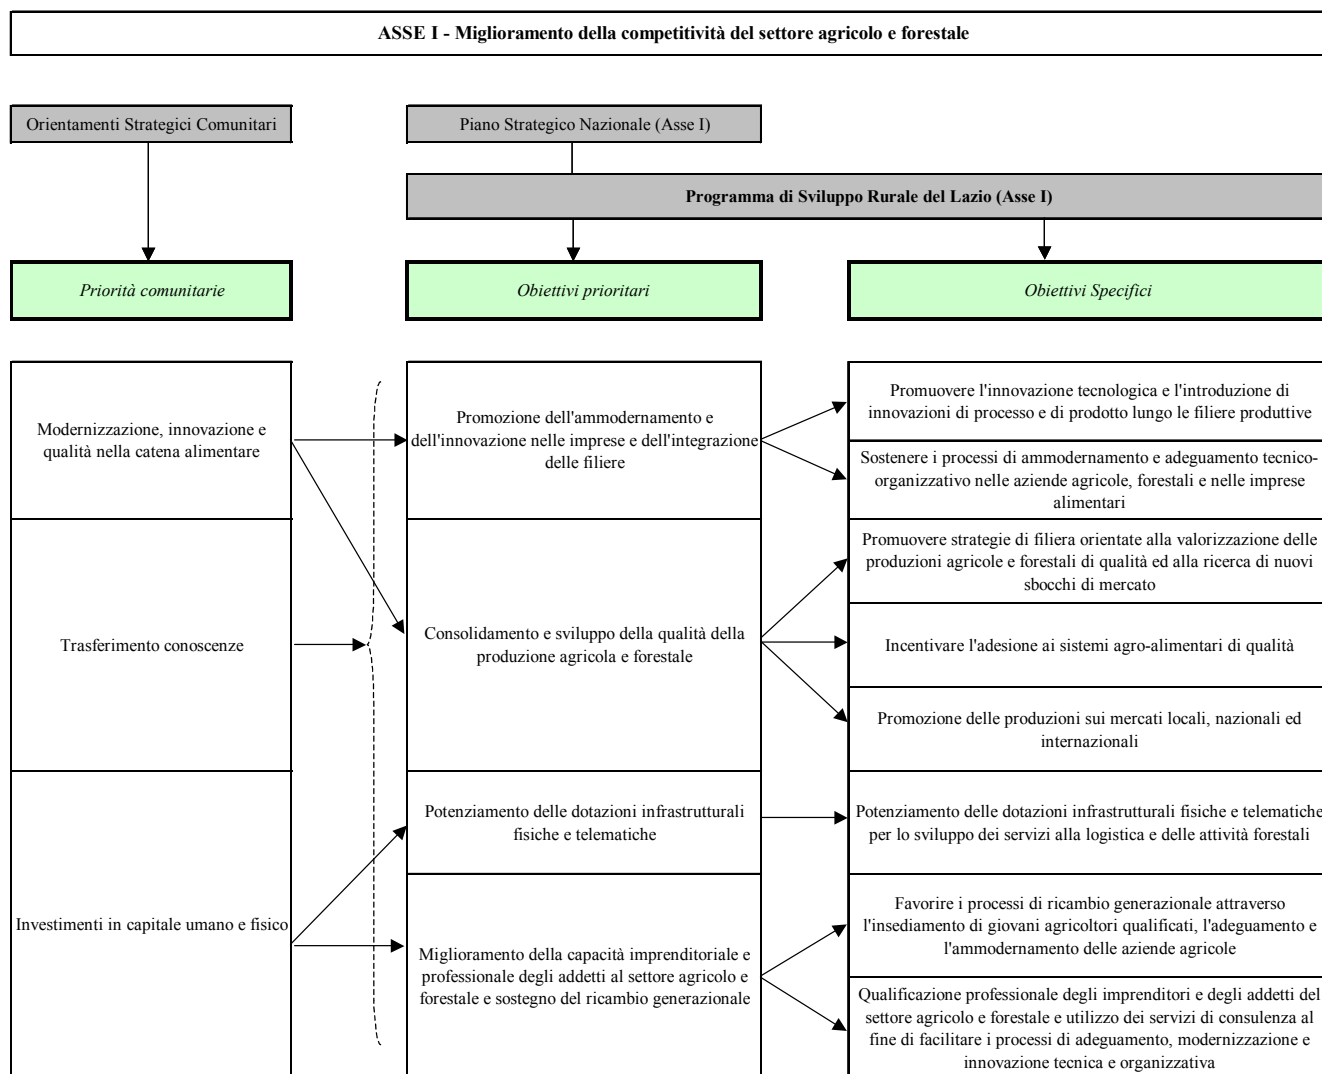 ASSE I - Miglioramento della competitività del settore agricolo e forestale
Orientamenti Strategici Comunitari
Piano Strategico Nazionale (Asse I)
Programma di Sviluppo Rurale del Lazio (Asse I)
Priorità comunitarie
Obiettivi prioritari
Obiettivi Specifici
Modernizzazione, innovazione e
qualità nella catena alimentare
Trasferimento conoscenze
Investimenti in capitale umano e fisico
Promozione dell'ammodernamento e
dell'innovazione nelle imprese e dell'integrazione
delle filiere
Consolidamento e sviluppo della qualità della
produzione agricola e forestale
Potenziamento delle dotazioni infrastrutturali
fisiche e telematiche
Miglioramento della capacità imprenditoriale e
professionale degli addetti al settore agricolo e
forestale e sostegno del ricambio generazionale
Promuovere l'innovazione tecnologica e l'introduzione di
innovazioni di processo e di prodotto lungo le filiere produttive
Sostenere i processi di ammodernamento e adeguamento tecnico-
organizzativo nelle aziende agricole, forestali e nelle imprese
alimentari
Promuovere strategie di filiera orientate alla valorizzazione delle
produzioni agricole e forestali di qualità ed alla ricerca di nuovi
sbocchi di mercato
Incentivare l'adesione ai sistemi agro-alimentari di qualità
Promozione delle produzioni sui mercati locali, nazionali ed
internazionali
Potenziamento delle dotazioni infrastrutturali fisiche e telematiche
per lo sviluppo dei servizi alla logistica e delle attività forestali
Favorire i processi di ricambio generazionale attraverso
l'insediamento di giovani agricoltori qualificati, l'adeguamento e
l'ammodernamento delle aziende agricole
Qualificazione professionale degli imprenditori e degli addetti del
settore agricolo e forestale e utilizzo dei servizi di consulenza al
fine di facilitare i processi di adeguamento, modernizzazione e
innovazione tecnica e organizzativa